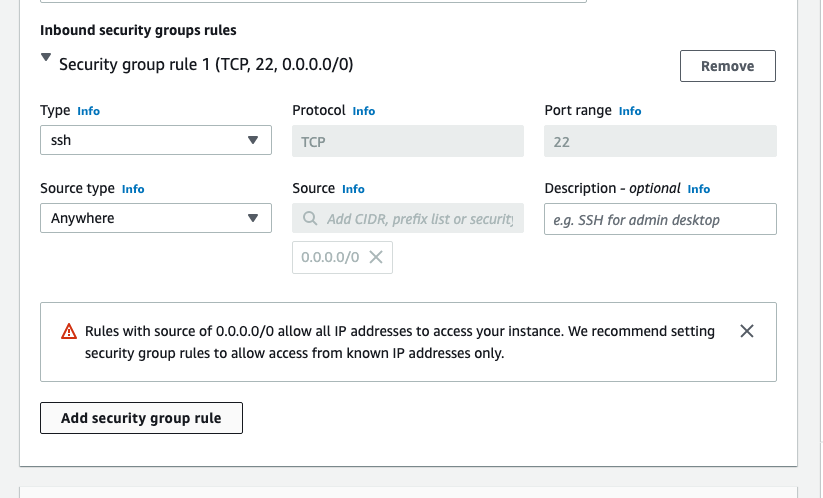 Inbound security groups rules
Security group rule 1 (TCP, 22, 0.0.0.0/0)
Remove
Type Info
Protocol Info
Port range Info
ssh
TCP
22
Source type Info
Source Info
Description - optional Info
Anywhere
Add CIDR, prefix list or security
e.g. SSH for admin desktop
0.0.0.0/0
Rules with source of 0.0.0.0/0 allow all IP addresses to access your instance. We recommend setting
security group rules to allow access from known IP addresses only.
Add security group rule